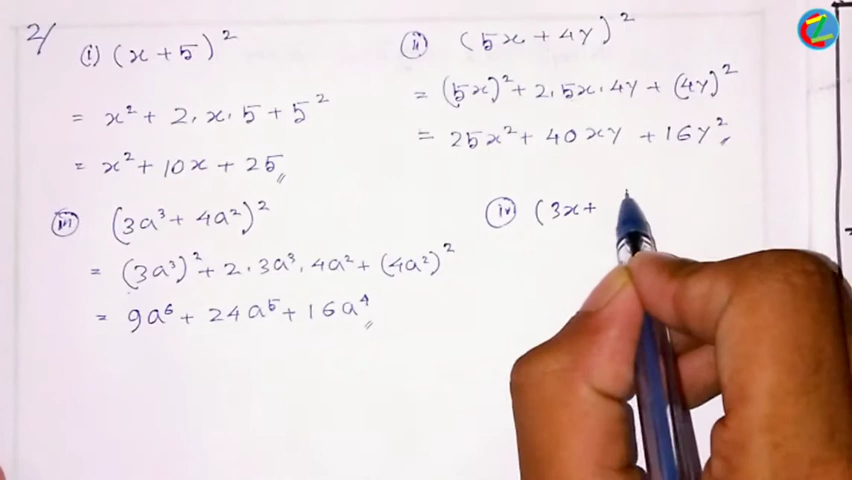 2/
(i) (x + 5)²
= x² + 2.x.5 + 5²
= x² + 10x + 25
(ii) (5x + 4y)²
= (5x)² + 2.5x.4y + (4y)²
= 25x² + 40xy + 16y²
(iii) (3a³ + 4a²)²
= (3a³)² + 2.3a³.4a² + (4a²)²
= 9a⁶ + 24a⁵ + 16a⁴
(iv) (3x +